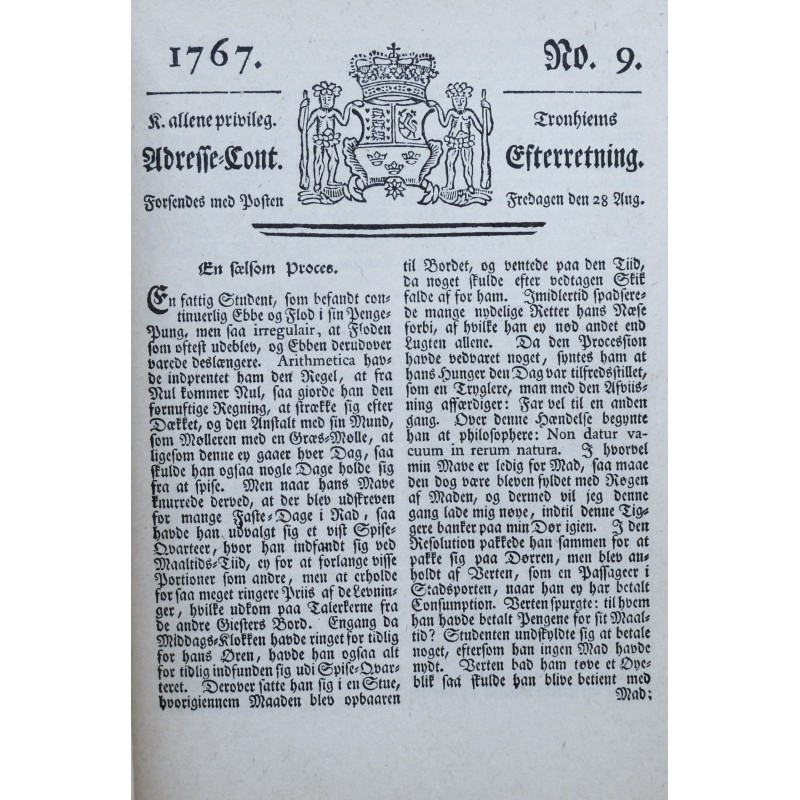 1767.
No. 9.
K. allene privileg.
Adresse-Cont.
Forsendes med Posten
Tronhiems
Efterretning.
Fredagen den 28 Aug.
En sælsom Proces.
En fattig Student, som befandt con-
tinuerlig Ebbe og Flod i sin Penge-
Pung, men saa irregulair, at Floden
som oftest udeblev, og Ebben derudover
varede deslængere. Arithmetica hav-
de indprentet ham den Regel, at fra
Nul kommer Nul, saa giorde han den
fornuftige Regning, at strække sig efter
Dækket, og den Anstalt med sin Mund,
som Mølleren med en Græs-Mølle, at
ligesom denne ey gaaer hver Dag, saa
skulde han ogsaa nogle Dage holde sig
fra at spise. Men naar hans Mave
knurrede derved, at der blev udskreven
for mange Faste-Dage i Rad, saa
havde han udvalgt sig et vist Spise-
Qvarteer, hvor han indfandt sig ved
Maaltids-Tiid, ey for at forlange visse
Portioner som andre, men at erholde
for saa meget ringere Priis af de Levnin-
ger, hvilke udkom paa Talerkerne fra
de andre Giesters Bord. Engang da
Middags-Klokken havde ringet for tidlig
for hans Øren, havde han ogsaa alt
for tidlig indfunden sig udi Spise-Qvar-
teret. Derover satte han sig i en Stue,
hvorigiennem Maaden blev opbaaren
til Bordet, og ventede paa den Tiid,
da noget skulde efter vedtagen Skik
falde af for ham. Imidlertid spadsere-
de mange nydelige Retter hans Næse
forbi, af hvilke han ey nød andet end
Lugten allene. Da den Procession
havde vedvaret noget, syntes ham at
hans Hunger den Dag var tilfredsstillet,
som en Tryglere, man med den Afviis-
ning affærdiger: Far vel til en anden
gang. Over denne Hændelse begynte
han at philosophere: Non datur va-
cuum in rerum natura. I hvorvel
min Mave er ledig for Mad, saa maae
den dog være bleven fyldet med Røgen
af Maden, og dermed vil jeg denne
gang lade mig nøye, indtil denne Tig-
gere banker paa min Dør igien. I den
Resolution pakkede han sammen for at
pakke sig paa Dørren, men blev an-
holdt af Verten, som en Passageer i
Stadsporten, naar han ey har betalt
Consumption. Verten spurgte: til hvem
han havde betalt Pengene for sit Maal-
tid? Studenten undskyldte sig at betale
noget, eftersom han ingen Mad havde
nydt. Verten bad ham tøve et Øye-
blik saa skulde han blive betient med
Mad;